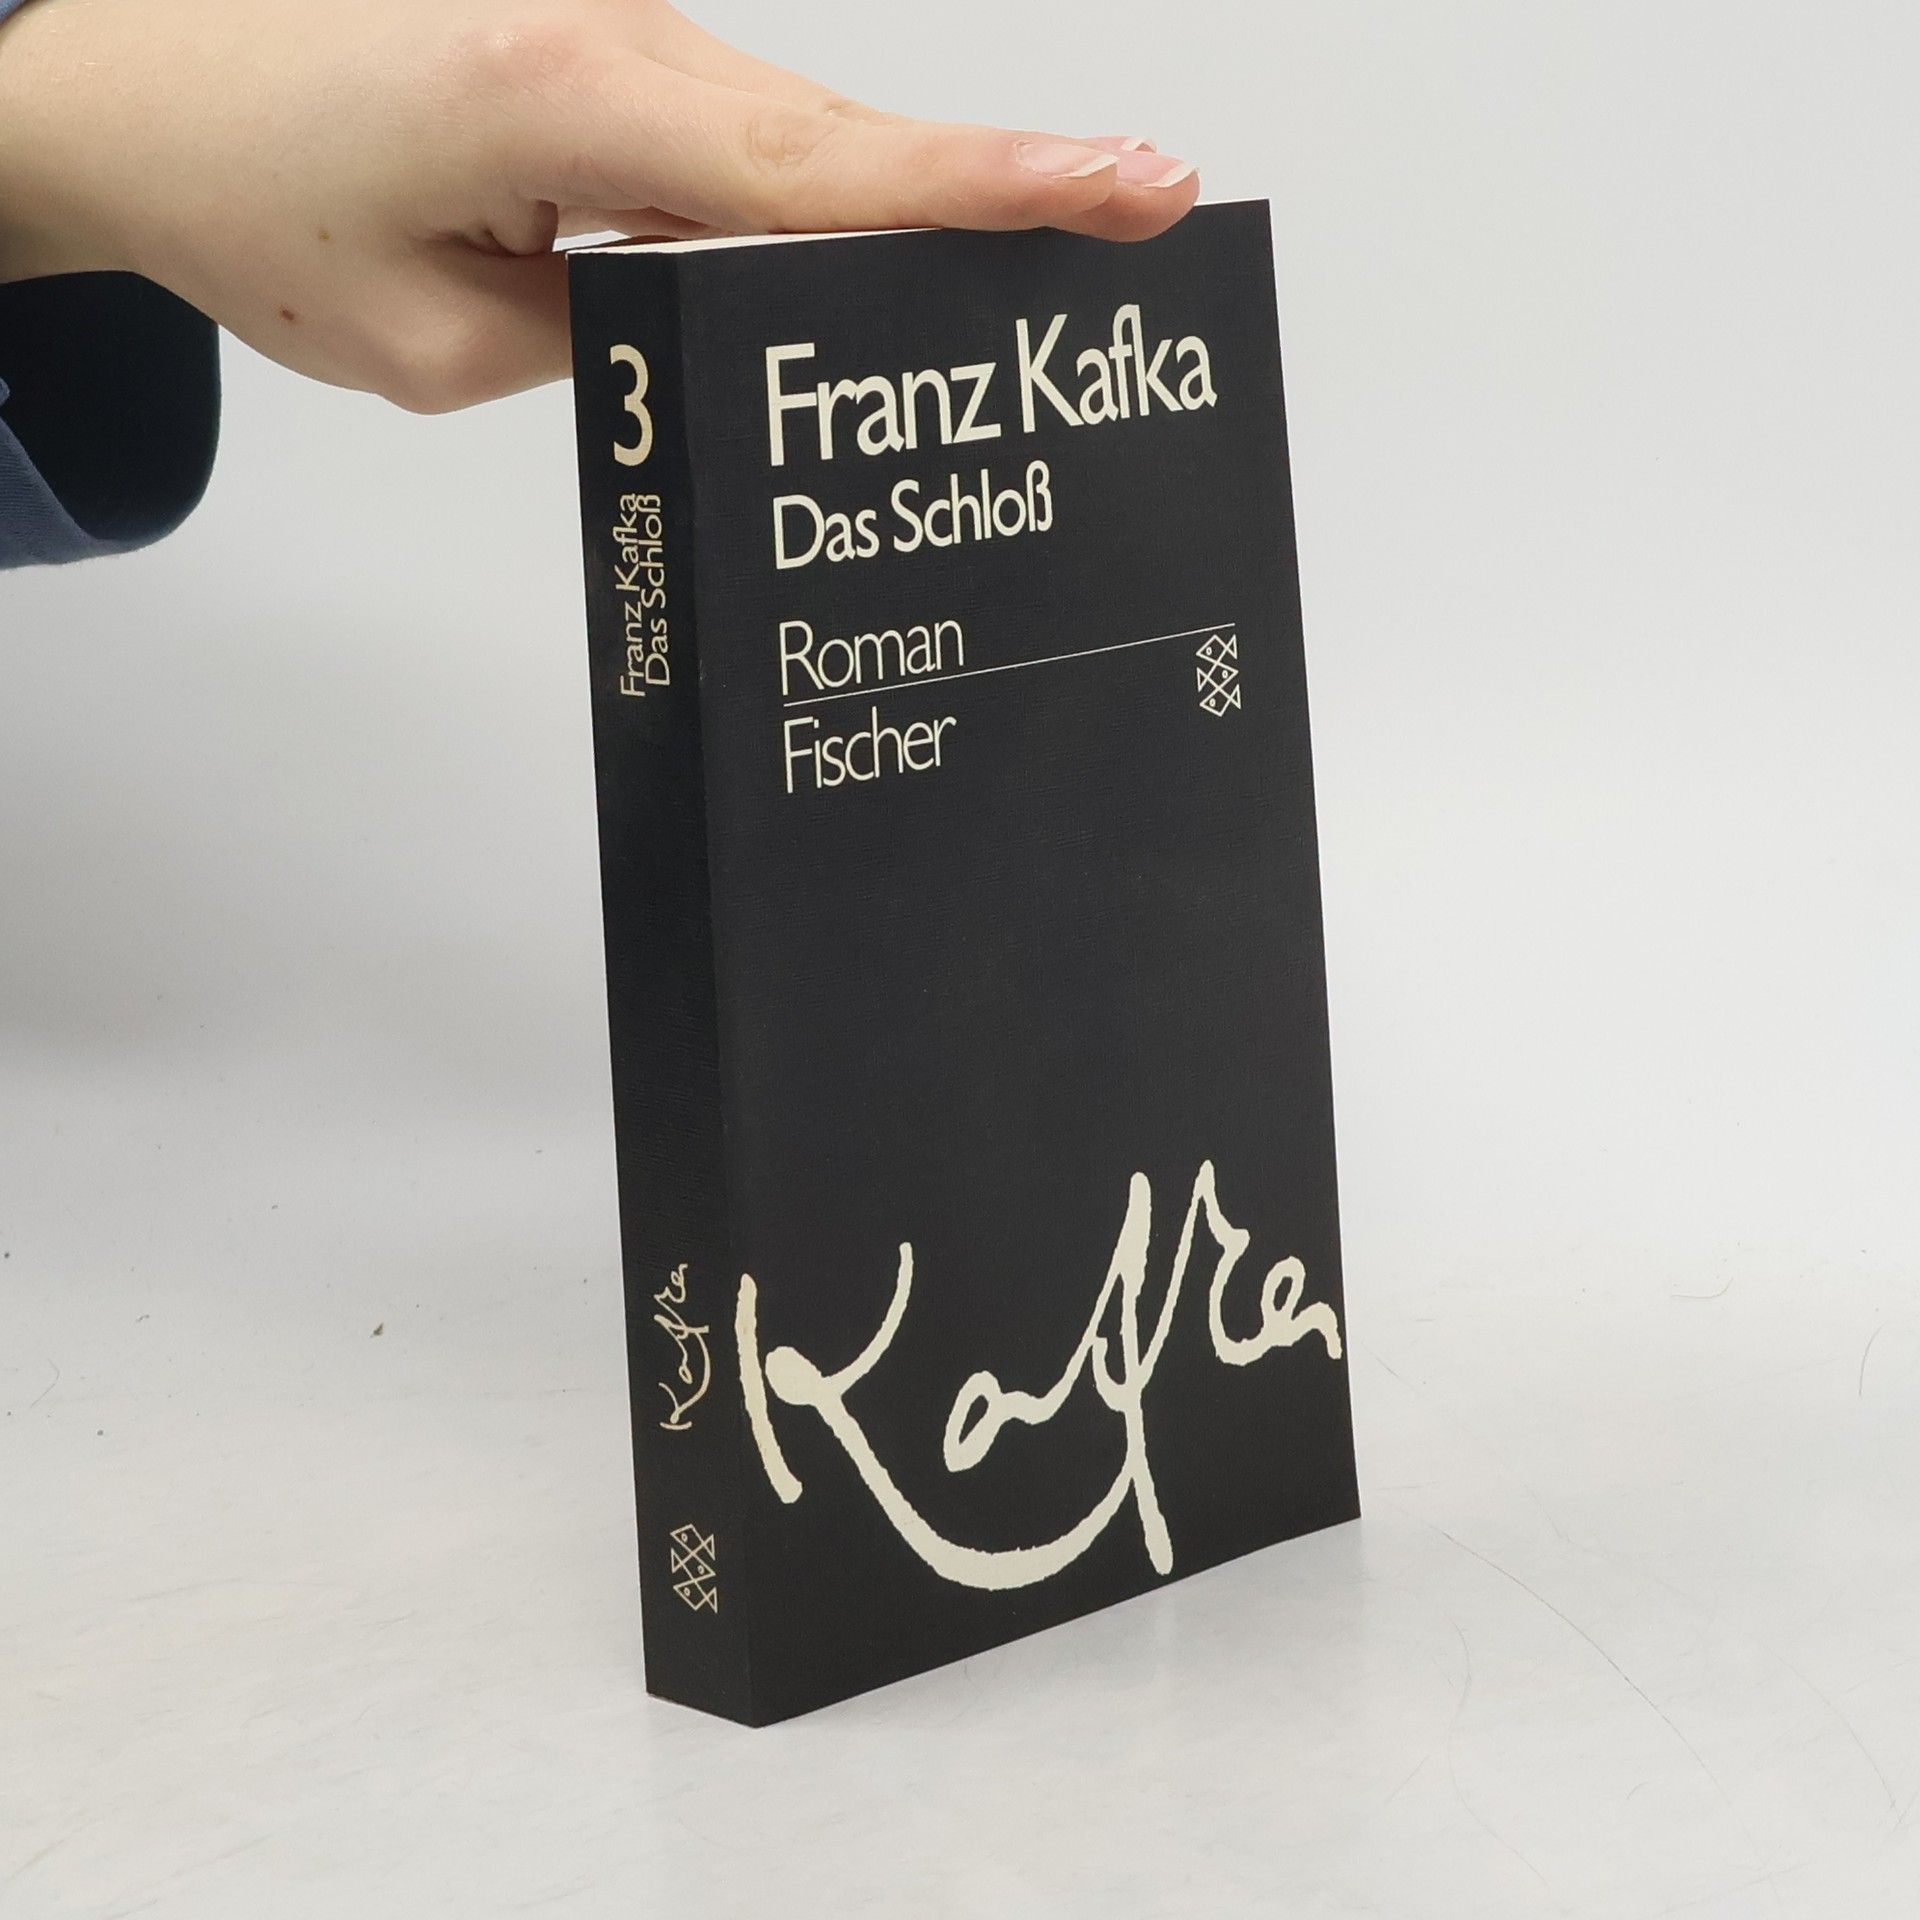 3
Franz Kafka
Das Schloß
Kafka
Franz Kafka
Das Schloß
Roman
Fischer
Kafka